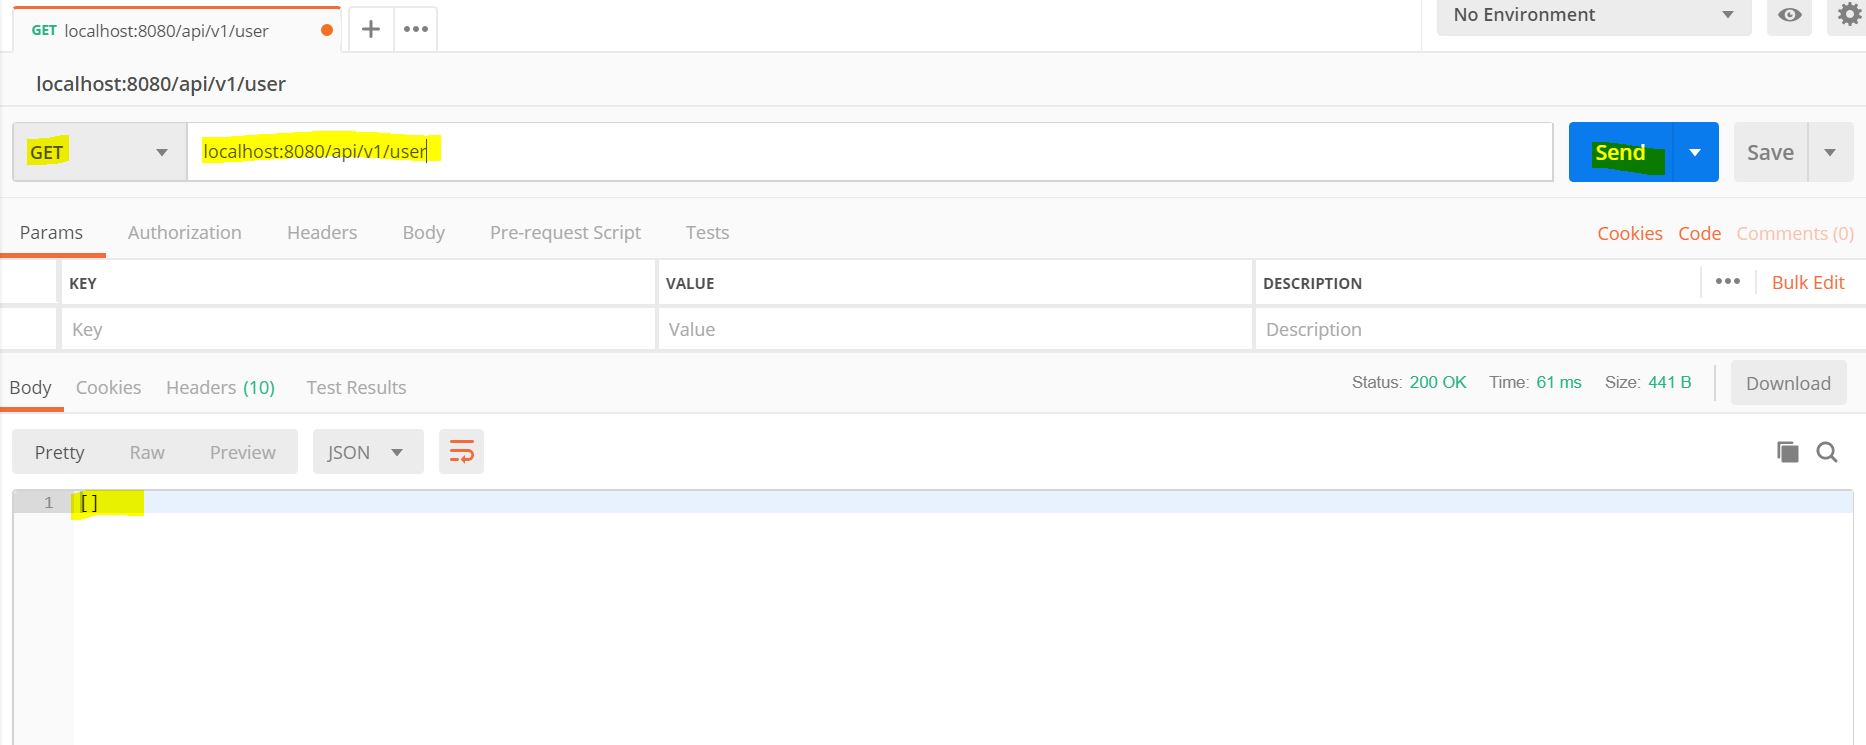 GET localhost:8080/api/v1/user
No Environment
localhost:8080/api/v1/user
GET localhost:8080/api/v1/user Send Save
Params Authorization Headers Body Pre-request Script Tests Cookies Code Comments (0)
KEY VALUE DESCRIPTION Bulk Edit
Key Value Description
Body Cookies Headers (10) Test Results Status: 200 OK Time: 61 ms Size: 441 B Download
Pretty Raw Preview JSON
1 []